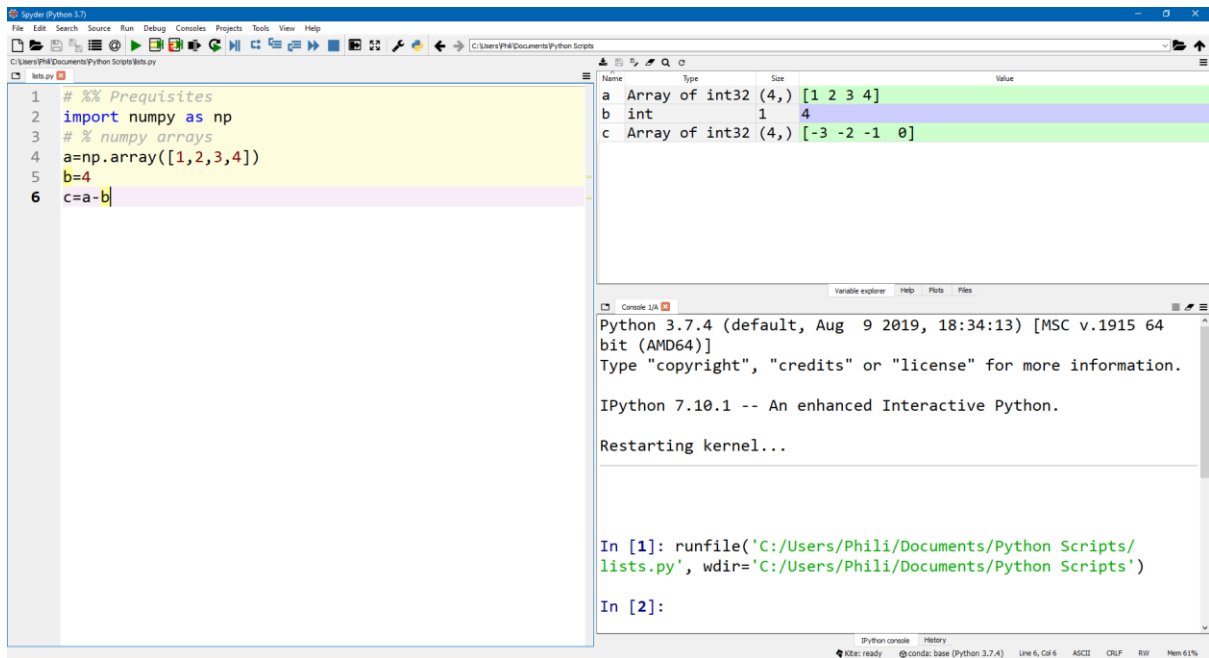 Spyder (Python 3.7)
File Edit Search Source Run Debug Consoles Projects Tools View Help
C:\Users\Phili\Documents\Python Scripts
C:\Users\Phili\Documents\Python Scripts\lists.py
lists.py
1 # %% Prequisites
2 import numpy as np
3 # % numpy arrays
4 a=np.array([1,2,3,4])
5 b=4
6 c=a-b
Name Type Size Value
a Array of int32 (4,) [1 2 3 4]
b int 1 4
c Array of int32 (4,) [-3 -2 -1  0]
Variable explorer Help Plots Files
Console 1/A
Python 3.7.4 (default, Aug  9 2019, 18:34:13) [MSC v.1915 64
bit (AMD64)]
Type "copyright", "credits" or "license" for more information.
IPython 7.10.1 -- An enhanced Interactive Python.
Restarting kernel...
In [1]: runfile('C:/Users/Phili/Documents/Python Scripts/
lists.py', wdir='C:/Users/Phili/Documents/Python Scripts')
In [2]:
IPython console History
Kite: ready conda: base (Python 3.7.4) Line 6, Col 6 ASCII CRLF RW Mem 61%